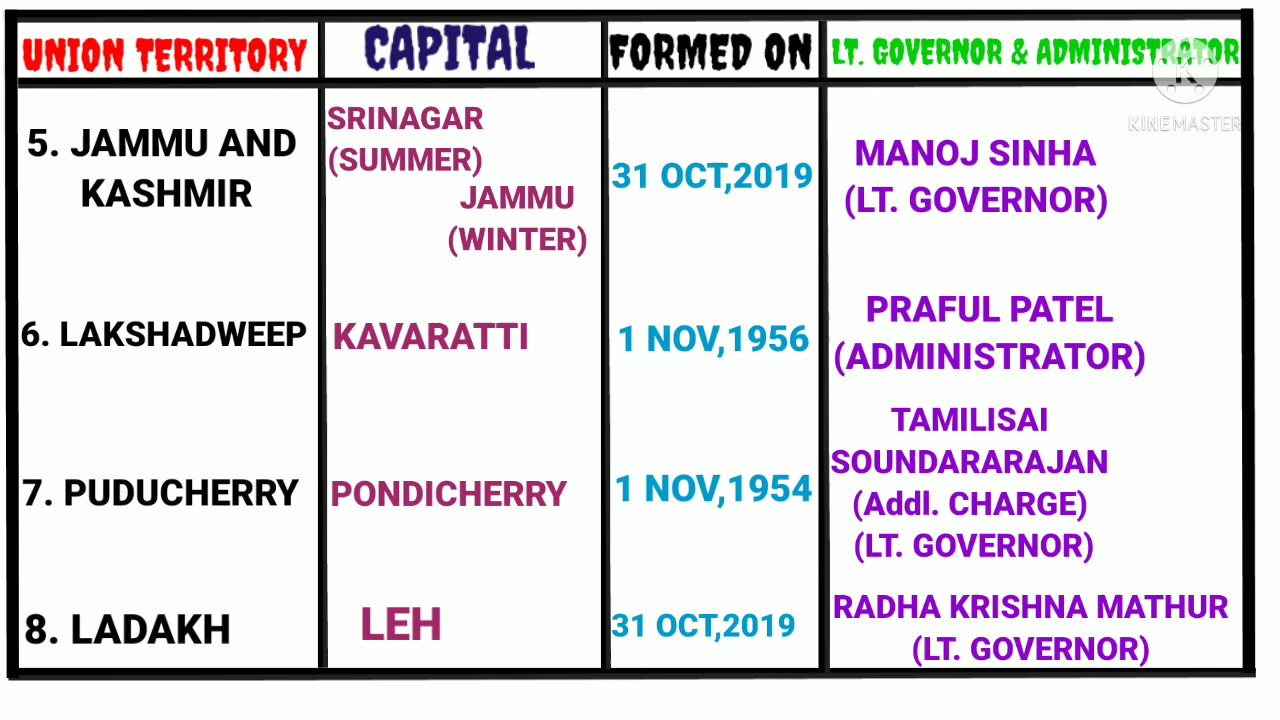 UNION TERRITORY
CAPITAL
FORMED ON
LT. GOVERNOR & ADMINISTRATOR
K
KINEMASTER
5. JAMMU AND
KASHMIR
SRINAGAR
(SUMMER)
JAMMU
(WINTER)
31 OCT,2019
MANOJ SINHA
(LT. GOVERNOR)
6. LAKSHADWEEP
KAVARATTI
1 NOV,1956
PRAFUL PATEL
(ADMINISTRATOR)
7. PUDUCHERRY
PONDICHERRY
1 NOV,1954
TAMILISAI
SOUNDARARAJAN
(Addl. CHARGE)
(LT. GOVERNOR)
8. LADAKH
LEH
31 OCT,2019
RADHA KRISHNA MATHUR
(LT. GOVERNOR)